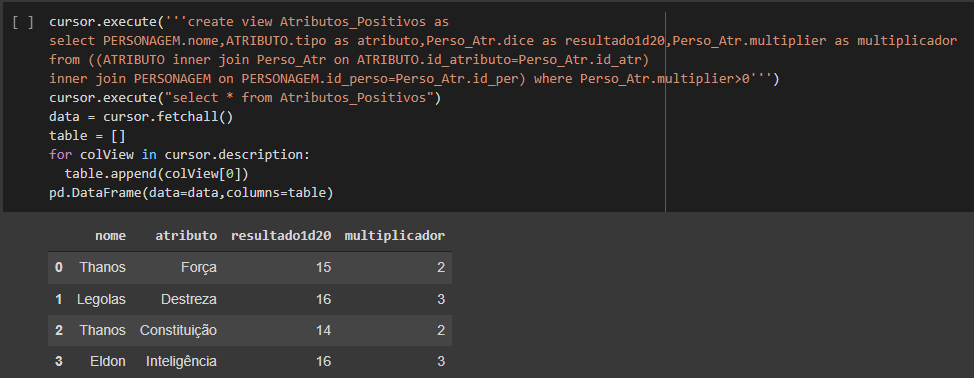 [ ] cursor.execute('''create view Atributos_Positivos as
select PERSONAGEM.nome,ATRIBUTO.tipo as atributo,Perso_Atr.dice as resultado1d20,Perso_Atr.multiplier as multiplicador
from ((ATRIBUTO inner join Perso_Atr on ATRIBUTO.id_atributo=Perso_Atr.id_atr)
inner join PERSONAGEM on PERSONAGEM.id_perso=Perso_Atr.id_per) where Perso_Atr.multiplier>0''')
cursor.execute("select * from Atributos_Positivos")
data = cursor.fetchall()
table = []
for colView in cursor.description:
  table.append(colView[0])
pd.DataFrame(data=data,columns=table)
nome atributo resultado1d20 multiplicador
0 Thanos Força 15 2
1 Legolas Destreza 16 3
2 Thanos Constituição 14 2
3 Eldon Inteligência 16 3